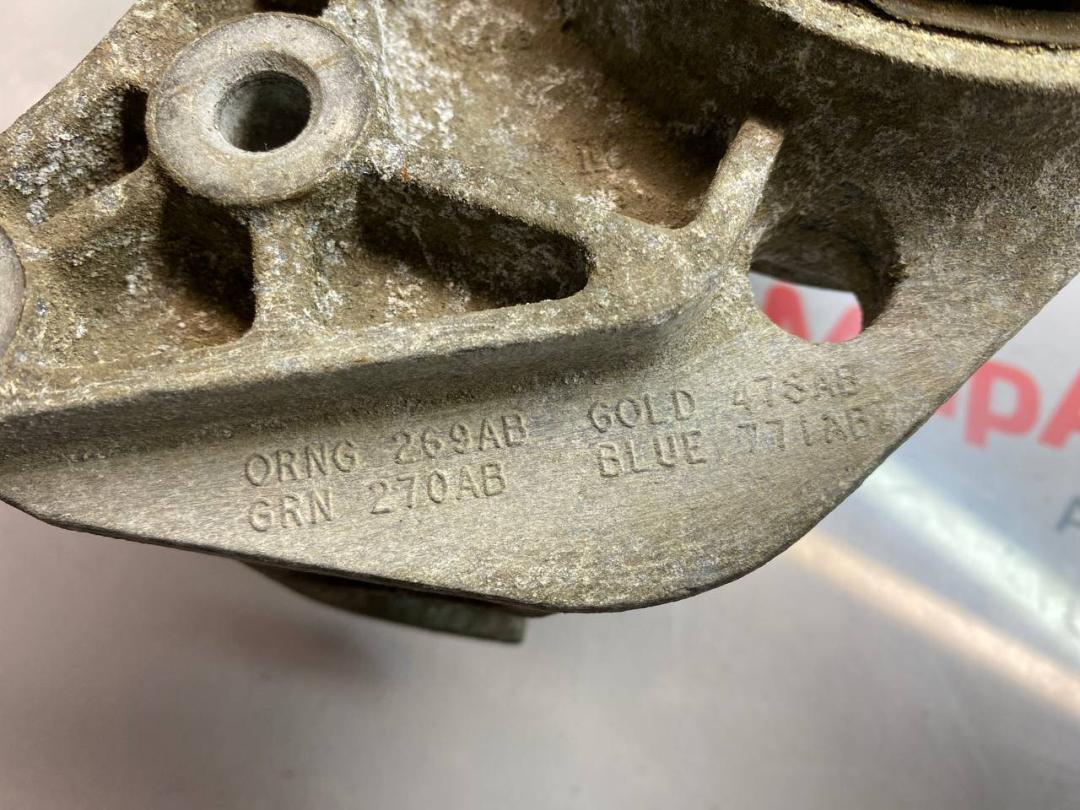 ORNG 269AB GOLD 478AB
GRN 270AB BLUE 771AB